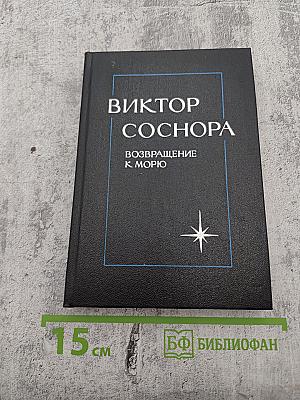 ВИКТОР
СОСНОРА
ВОЗВРАЩЕНИЕ
К МОРЮ
15 см
БФ БИБЛИОФАН